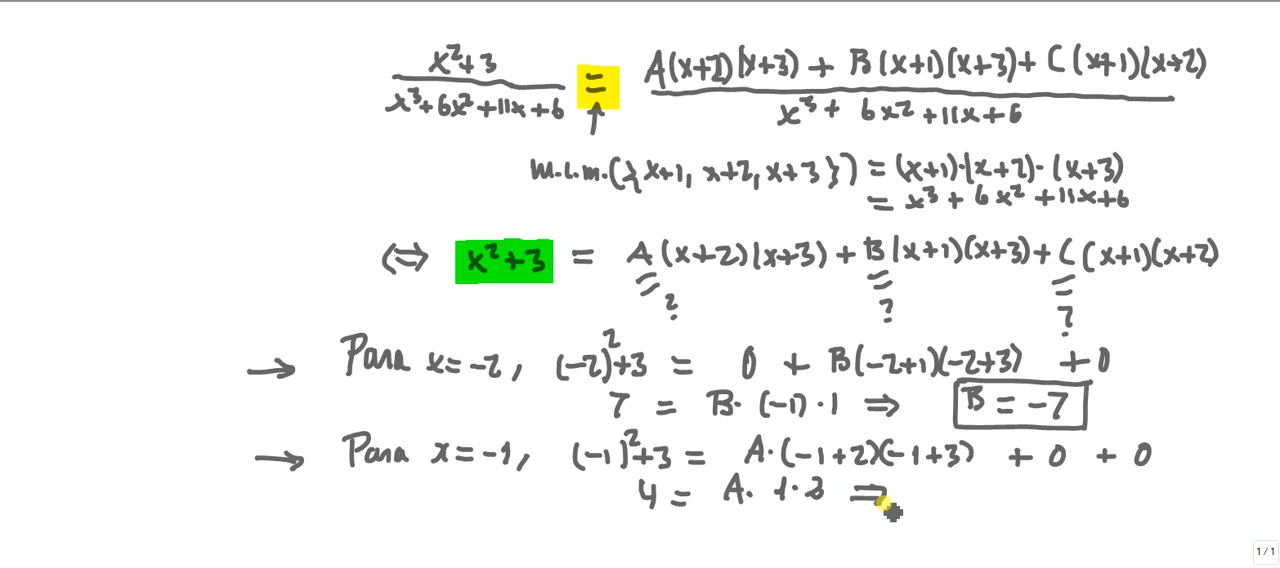 x²+3 / x³+6x²+11x+6 = A(x+2)(x+3) + B(x+1)(x+3) + C(x+1)(x+2) / x³ + 6x² + 11x + 6
m.c.m.({x+1, x+2, x+3}) = (x+1)·(x+2)·(x+3)
= x³ + 6x² + 11x + 6
⇔ x²+3 = A(x+2)(x+3) + B(x+1)(x+3) + C(x+1)(x+2)
? ? ?
→ Para x=-2, (-2)²+3 = 0 + B(-2+1)(-2+3) + 0
7 = B·(-1)·1 ⇒ B = -7
→ Para x=-1, (-1)²+3 = A·(-1+2)(-1+3) + 0 + 0
4 = A·1·2 ⇒
1/1